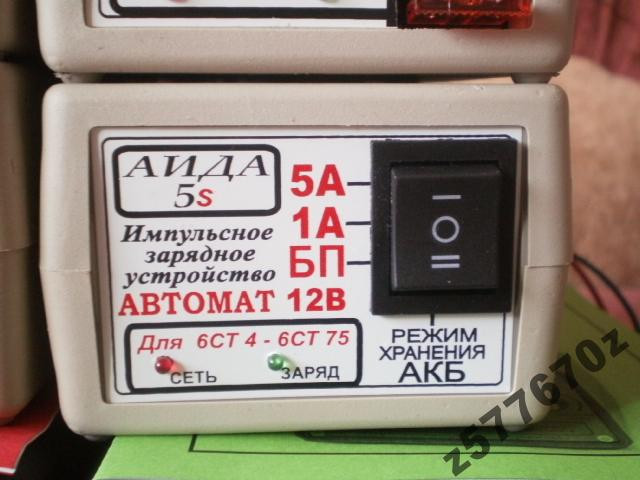 АИДА
5s
Импульсное
зарядное
устройство
АВТОМАТ 12В
5А
1А
БП
Для 6СТ 4 - 6СТ 75
СЕТЬ
ЗАРЯД
РЕЖИМ
ХРАНЕНИЯ
АКБ
z577670z